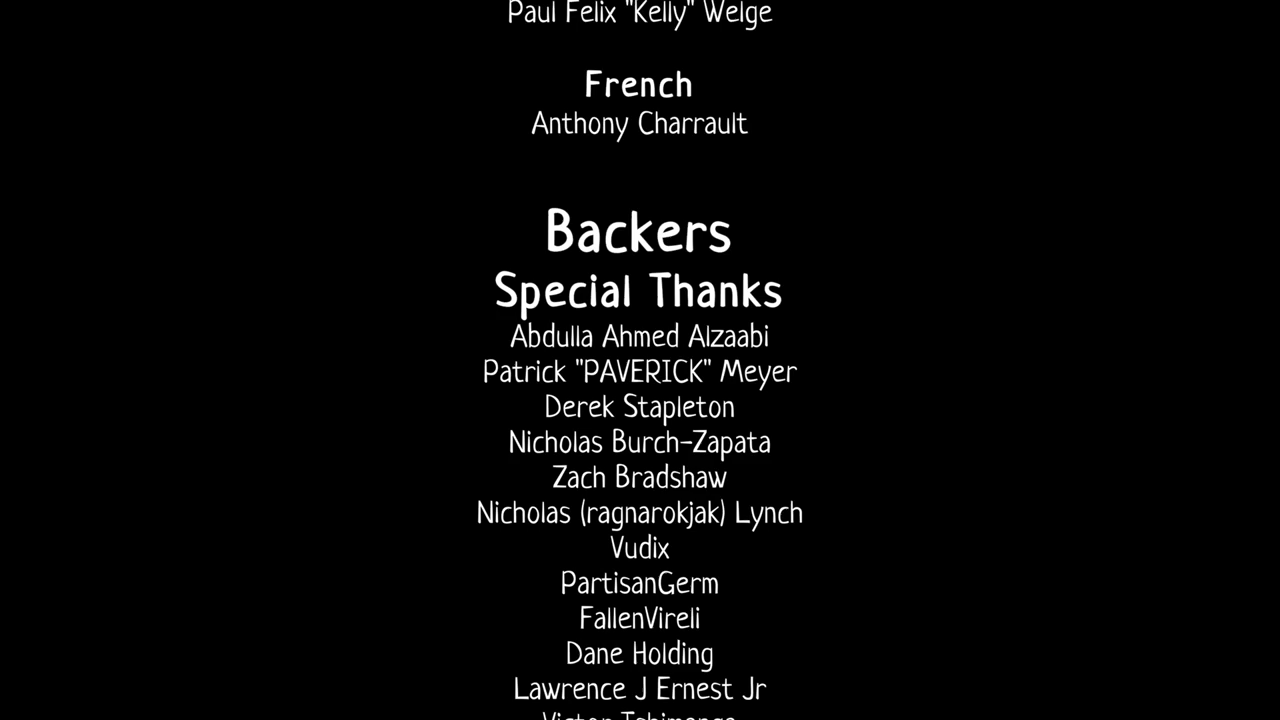 Paul Felix "Kelly" Welge
French
Anthony Charrault
Backers
Special Thanks
Abdulla Ahmed Alzaabi
Patrick "PAVERICK" Meyer
Derek Stapleton
Nicholas Burch-Zapata
Zach Bradshaw
Nicholas (ragnarokjak) Lynch
Vudix
PartisanGerm
FallenVireli
Dane Holding
Lawrence J Ernest Jr